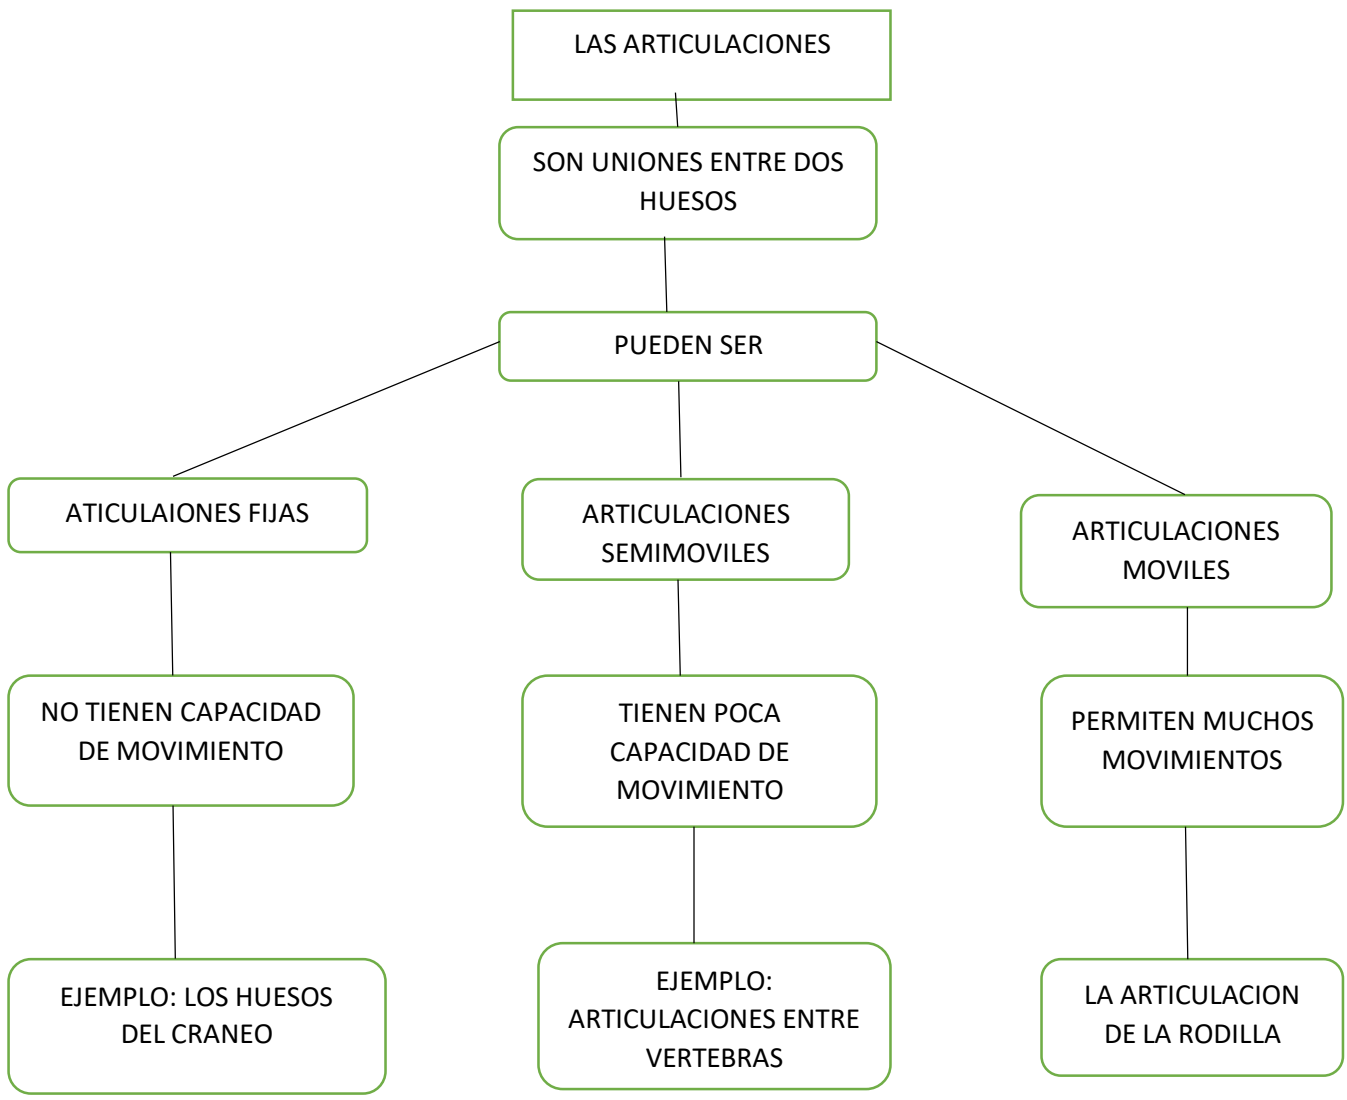 LAS ARTICULACIONES
SON UNIONES ENTRE DOS
HUESOS
PUEDEN SER
ATICULAIONES FIJAS
NO TIENEN CAPACIDAD
DE MOVIMIENTO
EJEMPLO: LOS HUESOS
DEL CRANEO
ARTICULACIONES
SEMIMOVILES
TIENEN POCA
CAPACIDAD DE
MOVIMIENTO
EJEMPLO:
ARTICULACIONES ENTRE
VERTEBRAS
ARTICULACIONES
MOVILES
PERMITEN MUCHOS
MOVIMIENTOS
LA ARTICULACION
DE LA RODILLA